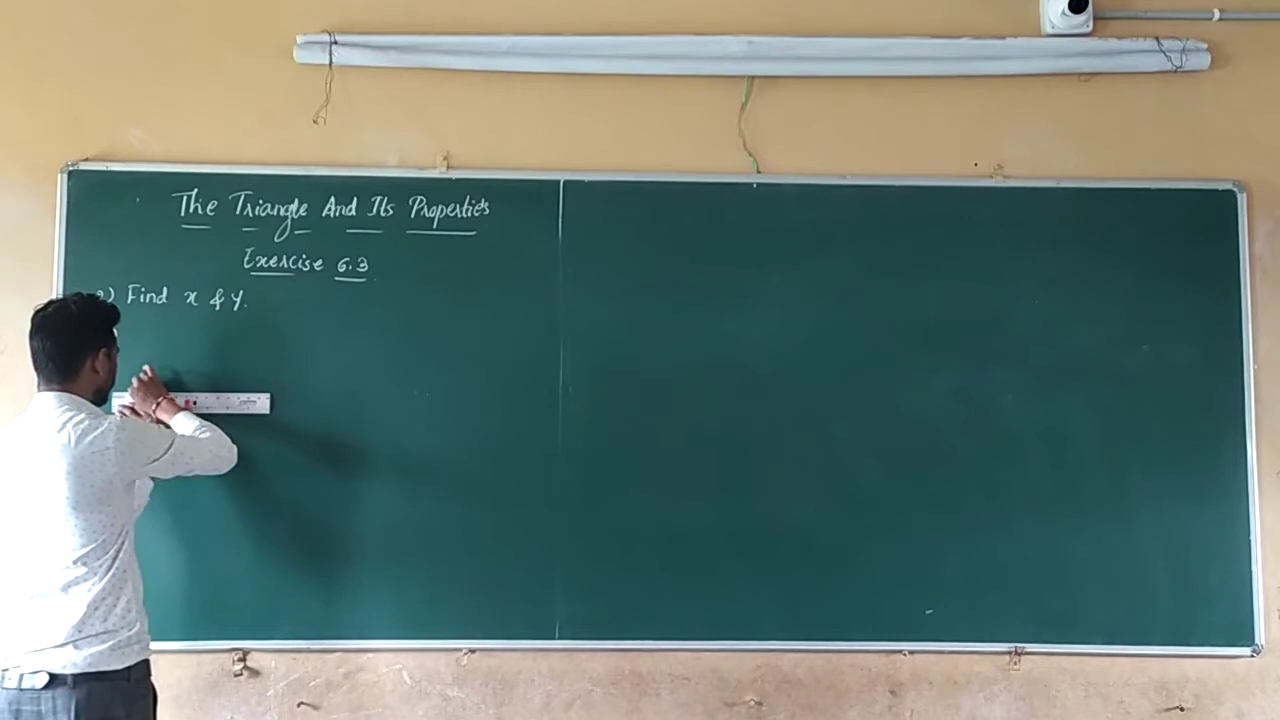 The Triangle And Its Properties
Exercise 6.3
2) Find x & y.